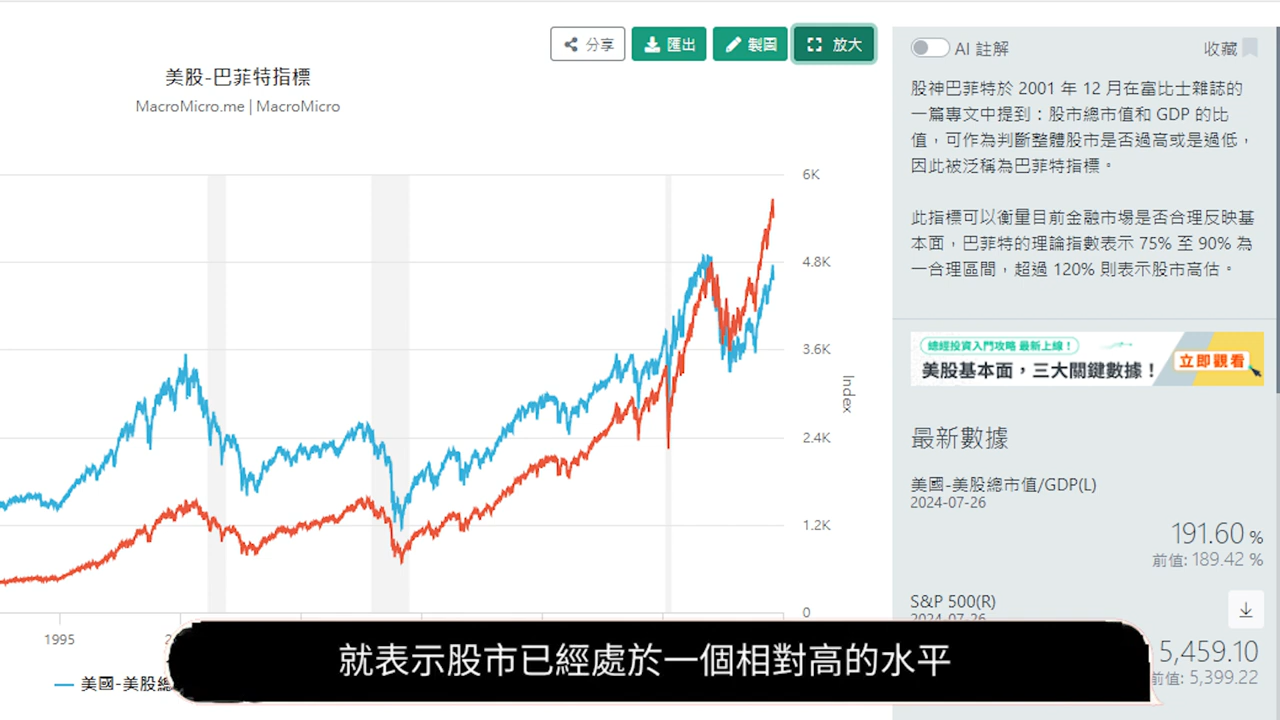 分享
匯出
製圖
放大
美股-巴菲特指標
MacroMicro.me | MacroMicro
6K
4.8K
3.6K
2.4K
1.2K
0
Index
1995
美國-美股總
AI 註解
收藏
股神巴菲特於 2001 年 12 月在富比士雜誌的
一篇專文中提到：股市總市值和 GDP 的比
值，可作為判斷整體股市是否過高或是過低，
因此被泛稱為巴菲特指標。
此指標可以衡量目前金融市場是否合理反映基
本面，巴菲特的理論指數表示 75% 至 90% 為
一合理區間，超過 120% 則表示股市高估。
總經投資入門攻略 最新上線！
美股基本面，三大關鍵數據！
立即觀看
最新數據
美國-美股總市值/GDP(L)
2024-07-26
191.60 %
前值: 189.42 %
S&P 500(R)
2024-07-26
5,459.10
前值: 5,399.22
就表示股市已經處於一個相對高的水平